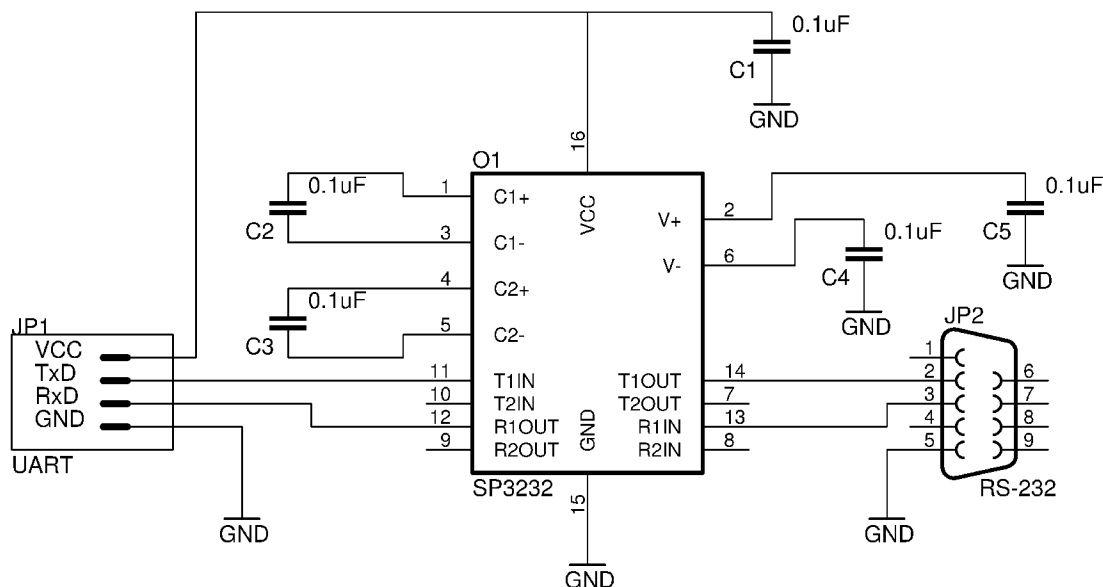 0.1uF
C1
GND
16
O1
0.1uF
1
C1+
VCC
V+
2
0.1uF
C2
3
C1-
V-
6
0.1uF
C4
C5
GND
4
C2+
0.1uF
C3
5
C2-
GND
JP1
VCC
TxD
RxD
GND
UART
JP2
11
T1IN
T1OUT
14
10
T2IN
T2OUT
7
12
R1OUT
R1IN
13
9
R2OUT
R2IN
8
GND
1
2
3
4
5
6
7
8
9
RS-232
SP3232
15
GND
GND